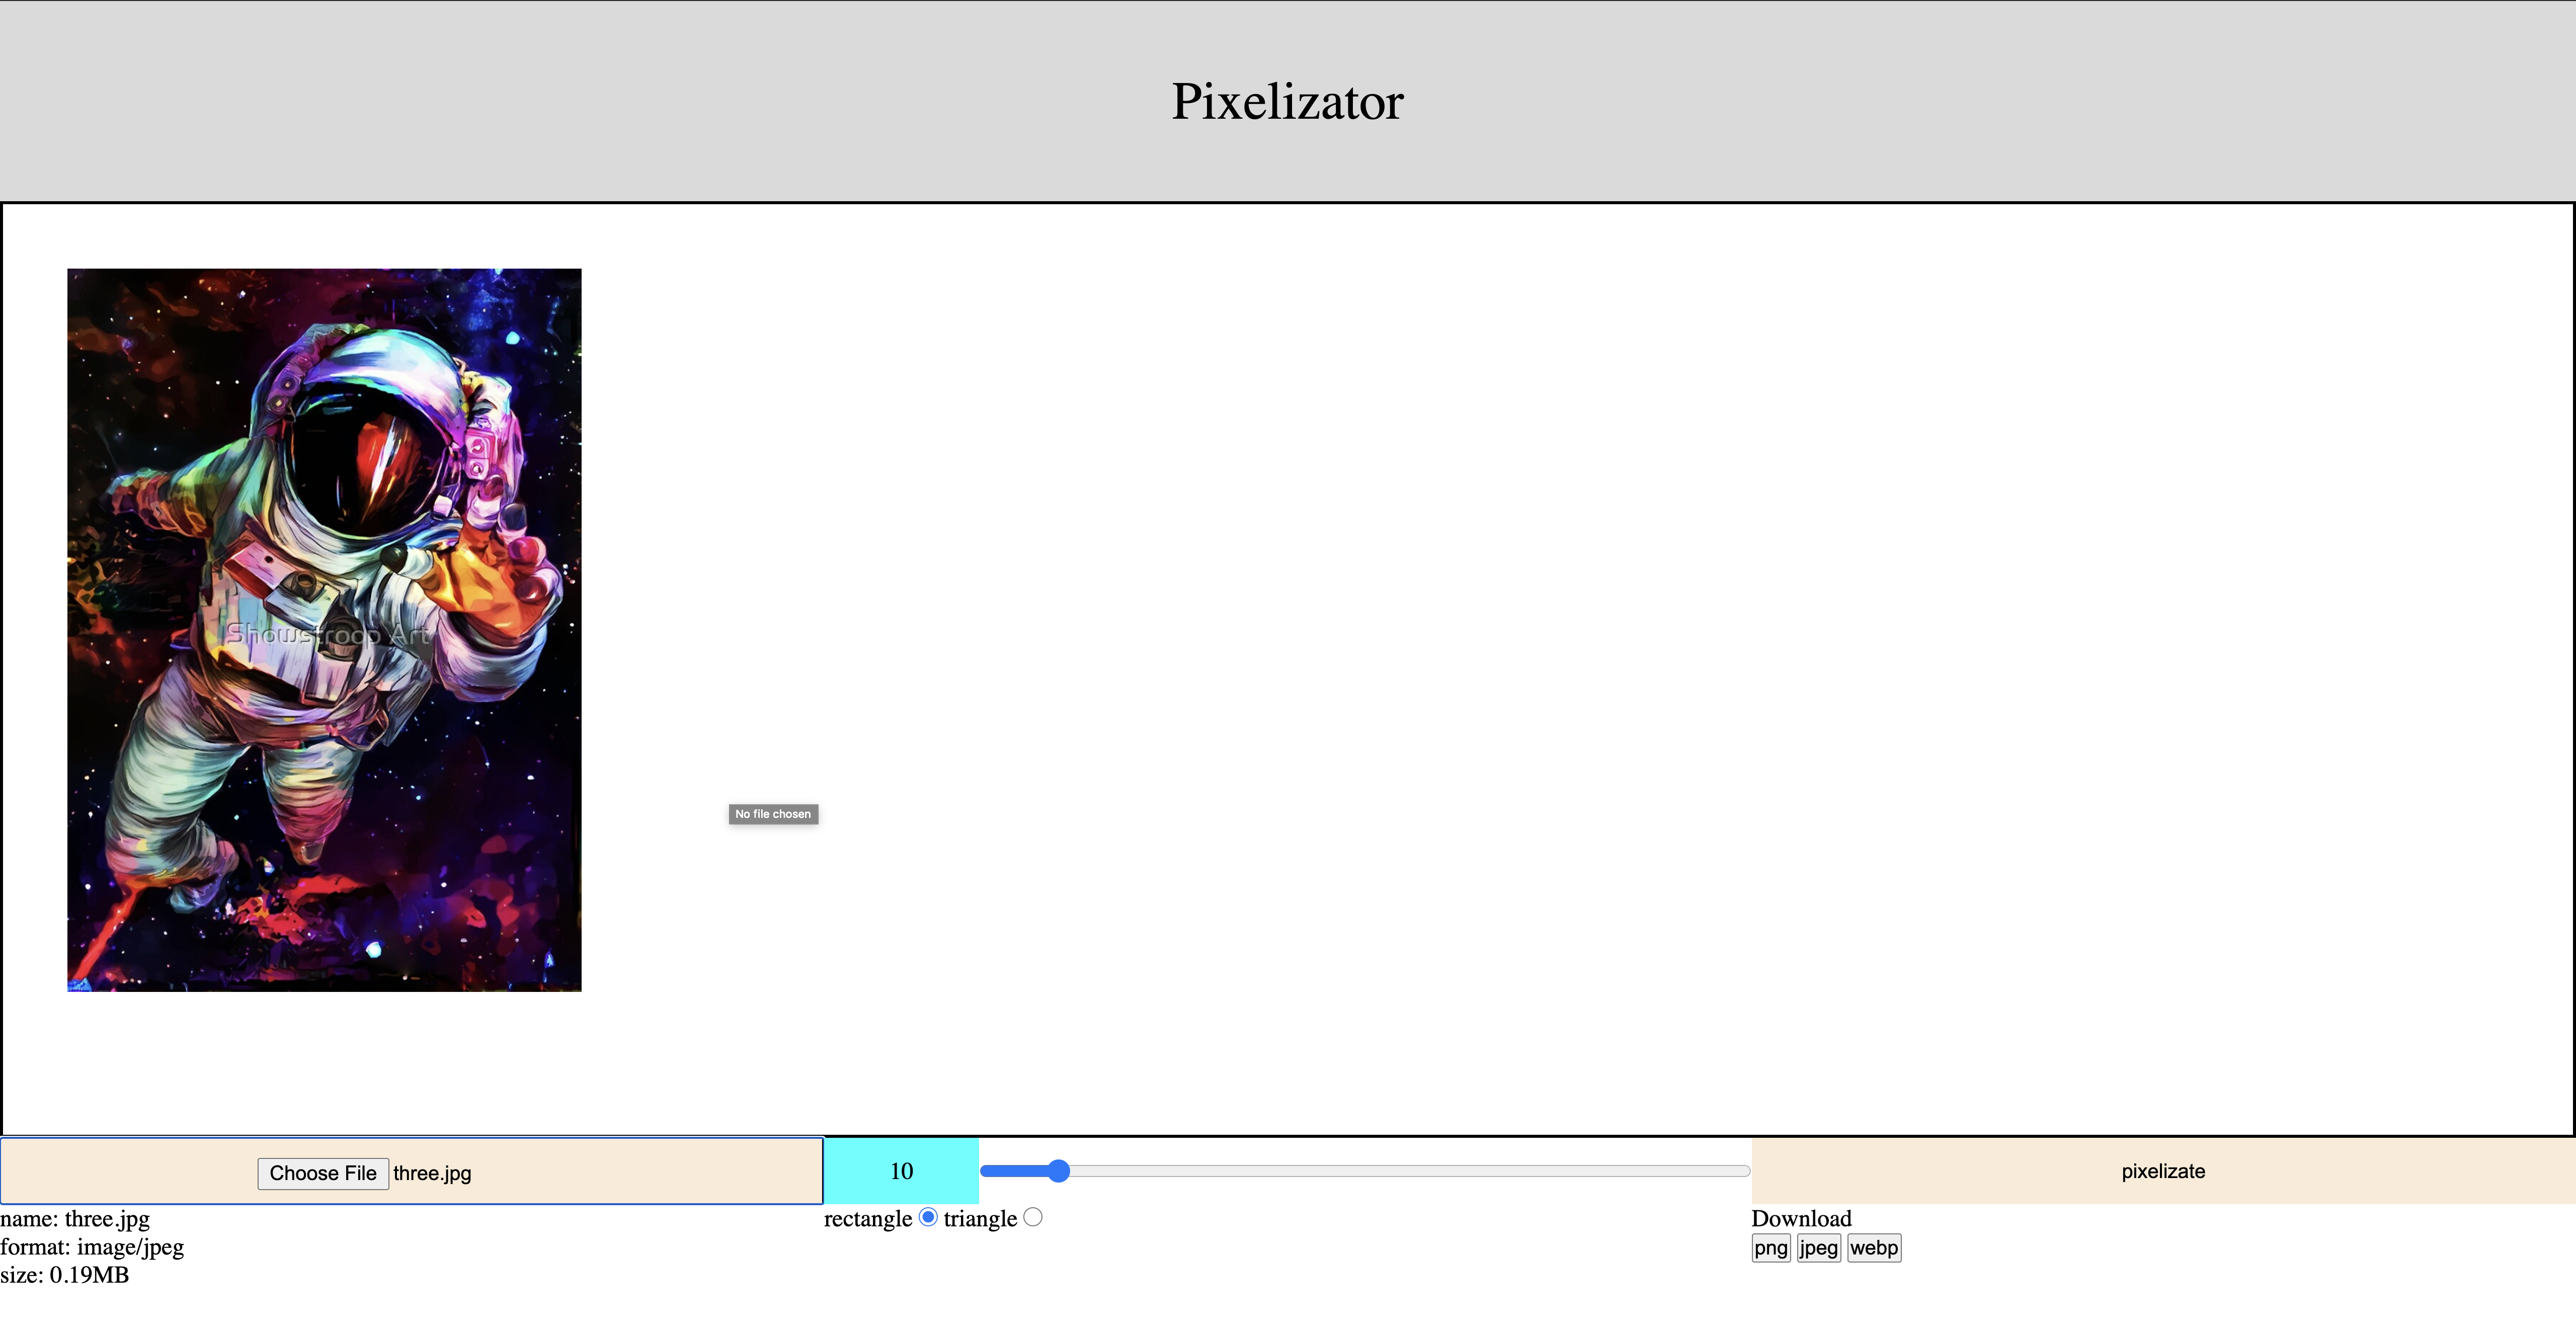 Pixelizator
Showstroop Art
No file chosen
Choose File three.jpg
10
pixelizate
name: three.jpg
format: image/jpeg
size: 0.19MB
rectangle triangle
Download
png jpeg webp